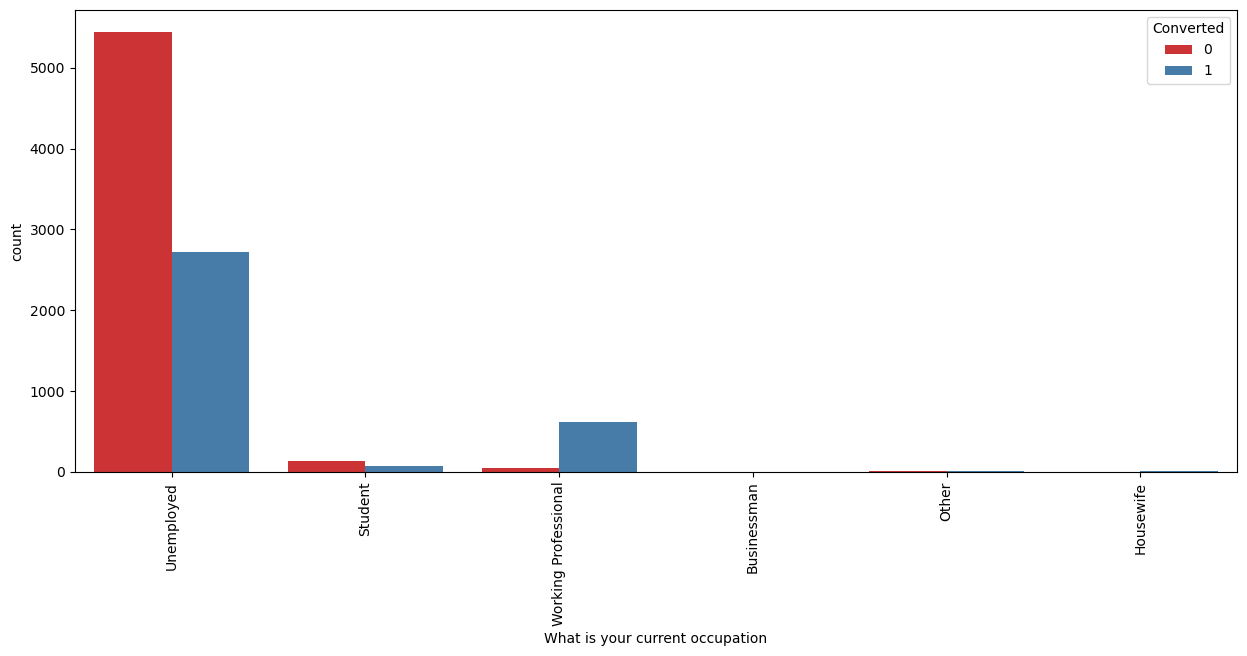 Converted
0
1
5000
4000
3000
2000
1000
0
count
Unemployed
Student
Working Professional
Businessman
Other
Housewife
What is your current occupation